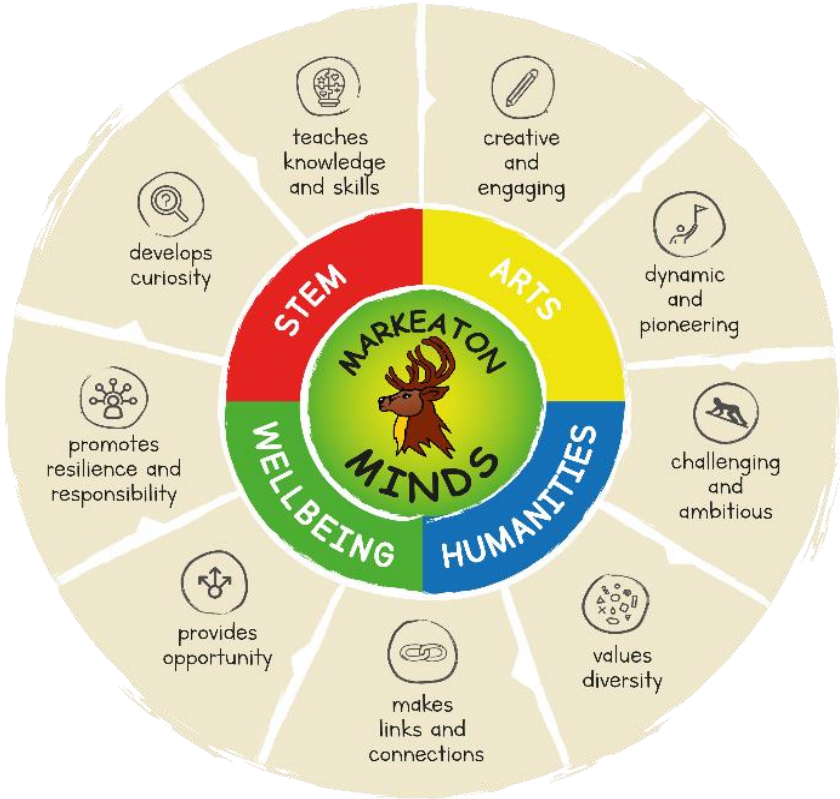 MARKEATON
MINDS
STEM
ARTS
HUMANITIES
WELLBEING
creative
and
engaging
dynamic
and
pioneering
challenging
and
ambitious
values
diversity
makes
links and
connections
provides
opportunity
promotes
resilience and
responsibility
develops
curiosity
teaches
knowledge
and skills
?